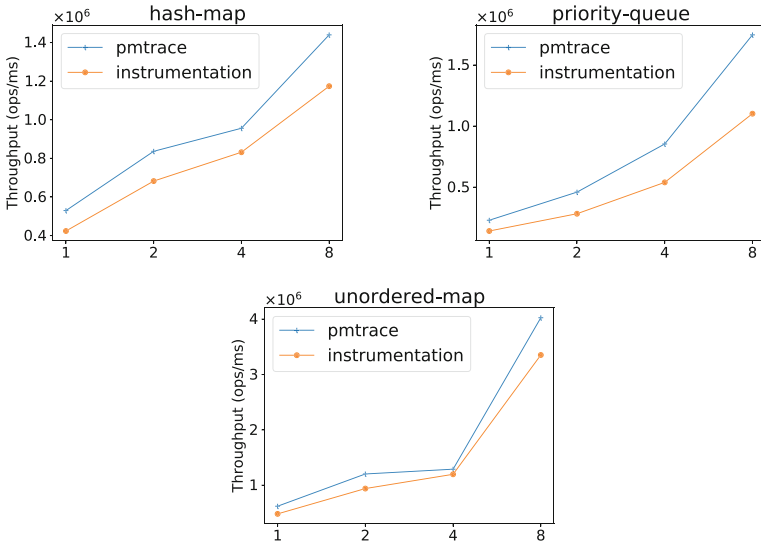 hash-map
×10⁶
pmtrace
instrumentation
Throughput (ops/ms)
1.4
1.2
1.0
0.8
0.6
0.4
1 2 4 8
priority-queue
×10⁶
pmtrace
instrumentation
Throughput (ops/ms)
1.5
1.0
0.5
1 2 4 8
unordered-map
×10⁶
pmtrace
instrumentation
Throughput (ops/ms)
4
3
2
1
1 2 4 8